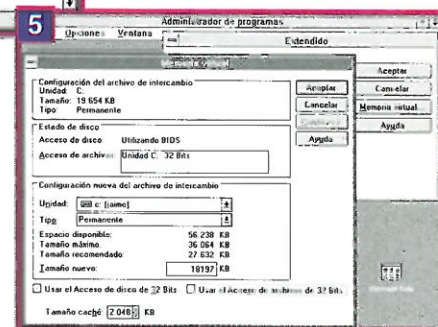 5
Administrador de programas
Opciones Ventana
Extendido
Aceptar
Cancelar
Memoria virtual...
Ayuda
Configuración del archivo de intercambio
Unidad: C:
Tamaño: 19 654 KB
Tipo: Permanente
Aceptar
Cancelar
Ayuda
Estado de disco
Acceso de disco Utilizando BIOS
Acceso de archivos: Unidad C: 32 Bits
Configuración nueva del archivo de intercambio
Unidad: c: [jaime]
Tipo Permanente
Espacio disponible: 56 238 KB
Tamaño máximo: 36 064 KB
Tamaño recomendado: 27 632 KB
Tamaño nuevo: 18197 KB
Usar el Acceso de disco de 32 Bits Usar el Acceso de archivos de 32 Bits
Tamaño caché: 2 048 KB